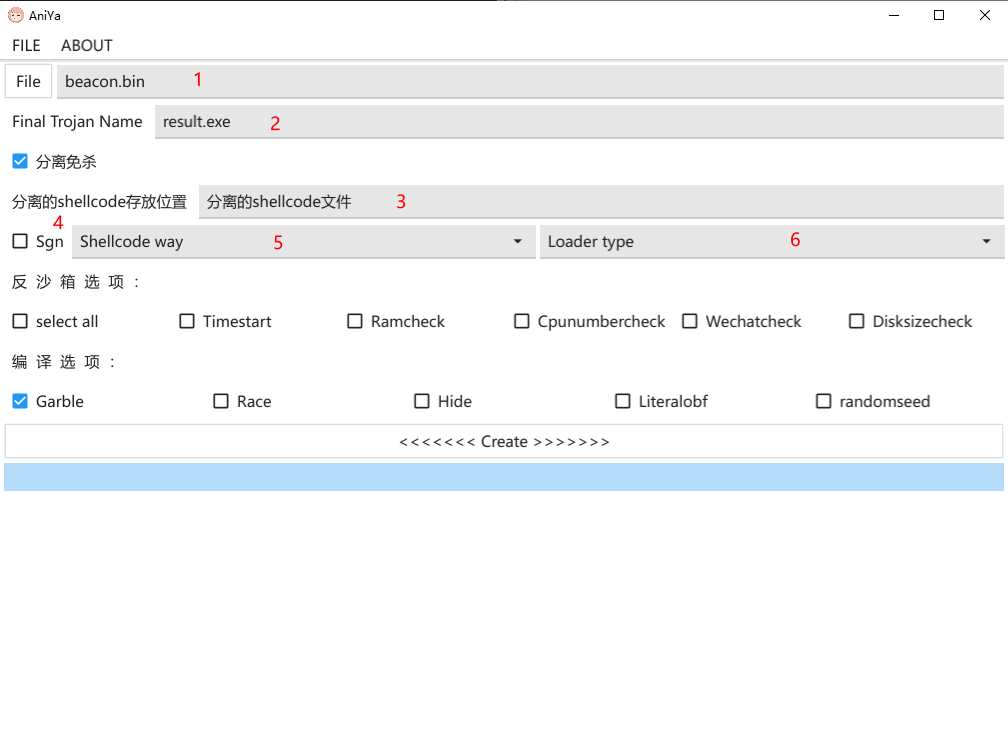 AniYa
FILE ABOUT
File beacon.bin 1
Final Trojan Name result.exe 2
分离免杀
分离的shellcode存放位置 分离的shellcode文件 3
4
Sgn Shellcode way 5 Loader type 6
反 沙 箱 选 项 :
select all Timestart Ramcheck Cpunumbercheck Wechatcheck Disksizecheck
编 译 选 项 :
Garble Race Hide Literalobf randomseed
<<<<<<< Create >>>>>>>